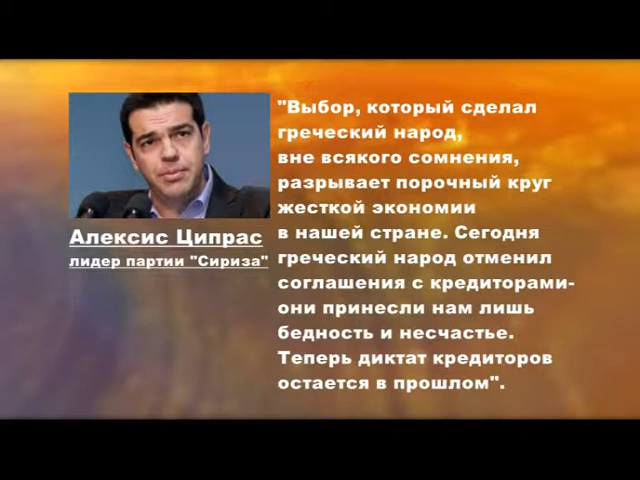 Алексис Ципрас
лидер партии "Сириза"
"Выбор, который сделал
греческий народ,
вне всякого сомнения,
разрывает порочный круг
жесткой экономии
в нашей стране. Сегодня
греческий народ отменил
соглашения с кредиторами-
они принесли нам лишь
бедность и несчастье.
Теперь диктат кредиторов
остается в прошлом".